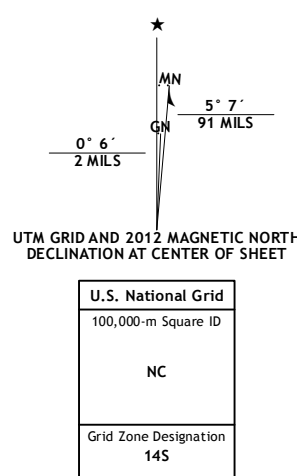 ★
MN
5° 7´
91 MILS
GN
0° 6´
2 MILS
UTM GRID AND 2012 MAGNETIC NORTH
DECLINATION AT CENTER OF SHEET
U.S. National Grid
100,000-m Square ID
NC
Grid Zone Designation
14S